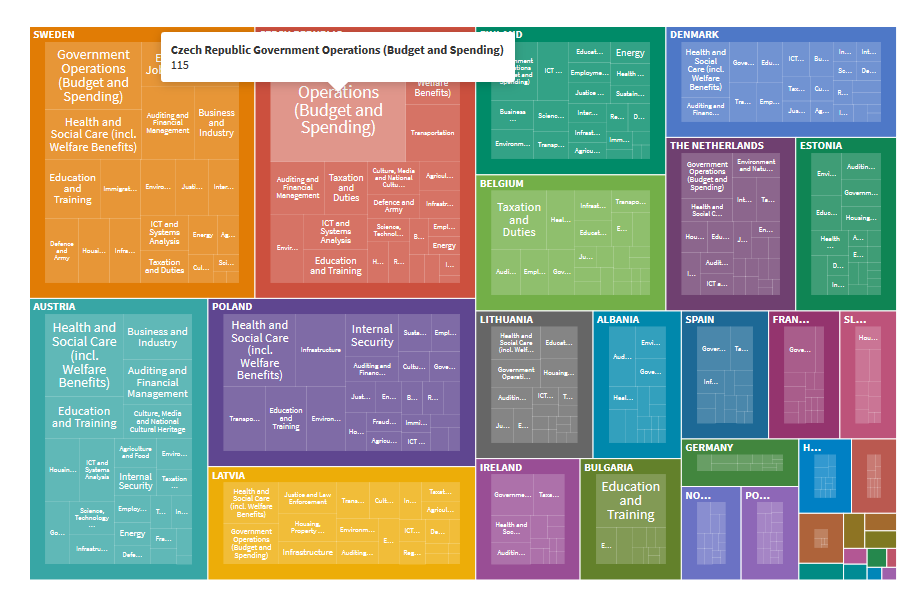 SWEDEN
Government
Operations
(Budget and
Spending)
Health and
Social Care (incl.
Welfare Benefits)
Auditing and
Financial
Management
Business
and
Industry
Education
and
Training
Immigrat...
Enviro...
Justi...
Inter...
Defence
and
Army
Housi...
Infra...
ICT and
Systems
Analysis
Energy
Ag...
Taxation
and Duties
Cul...
Sci...
Czech Republic Government Operations (Budget and Spending)
115
Operations
(Budget and
Spending)
Welfare
Benefits)
Transportation
Auditing and
Financial
Management
Taxation
and
Duties
Culture, Media
and National
Cultu...
Agricul...
Defence and
Army
Infrastr...
ICT and
Systems
Analysis
Science,
Technol...
B...
Empl...
Energy
Envir...
Education
and Training
H...
R...
I...
ICT ...
Educat...
Energy
Employme...
Health ...
Justice ...
Sustain...
Business
...
Scienc...
Inter...
Re...
D...
Environm...
Transp...
Infrast...
Imm...
Agricu...
DENMARK
Health and
Social
Care (incl.
Welfare
Benefits)
Gove...
Edu...
ICT...
Bu...
In...
Int...
So...
De...
Auditing and
Financ...
Tra...
Emp...
Tax...
Cu...
R...
Jus...
Ag...
I...
BELGIUM
Taxation
and
Duties
Heal...
Infrast...
Transpo...
Educat...
E...
Ju...
Audi...
Empl...
Gov...
THE NETHERLANDS
Government
Operations
(Budget and
Spending)
Environment
and Natu...
Health and
Social C...
Int...
Ta...
Hou...
Edu...
J...
En...
Audit...
I...
ICT a...
ESTONIA
Envi...
Auditin...
Governm...
Educ...
Housing...
Health
...
A...
E...
D...
In...
AUSTRIA
Health and
Social Care
(incl.
Welfare
Benefits)
Business and
Industry
Auditing and
Financial
Management
Education
and Training
Culture, Media
and National
Cultural Heritage
Housin...
ICT and
Systems
Analysis
Agriculture
and Food
Enviro...
Internal
Security
Taxation
...
Science,
Technology
...
Employ...
T...
In...
Go...
Energy
Fra...
Infrastru...
Defe...
POLAND
Health and
Social Care
(incl.
Welfare
Benefits)
Infrastructure
Internal
Security
Susta...
Empl...
Auditing and
Financ...
Cultu...
Gove...
Transpo...
Education
and
Training
Environ...
Just...
En...
B...
R...
Ho...
Fraud...
Immi...
Agricu...
ICT ...
LATVIA
Health and
Social Care
(incl. Welfare
Benefits)
Justice and Law
Enforcement
Trans...
Cult...
In...
Taxat...
Agricul...
Government
Operations
(Budget and
Spending)
Housing,
Property ...
Environm...
E...
ICT...
De...
Infrastructure
Auditing...
Reg...
LITHUANIA
Health and
Social Care
(incl. Welf...
Educat...
Government
Operati...
Housing...
Auditin...
ICT...
T...
Ju...
E...
ALBANIA
Aud...
Envi...
Gove...
Heal...
SPAIN
Gover...
Ta...
Inf...
FRAN...
Gove...
SL...
Hou...
IRELAND
Governme...
Taxa...
Health and
Soc...
Auditin...
BULGARIA
Education
and
Training
E...
GERMANY
H...
NO...
PO...